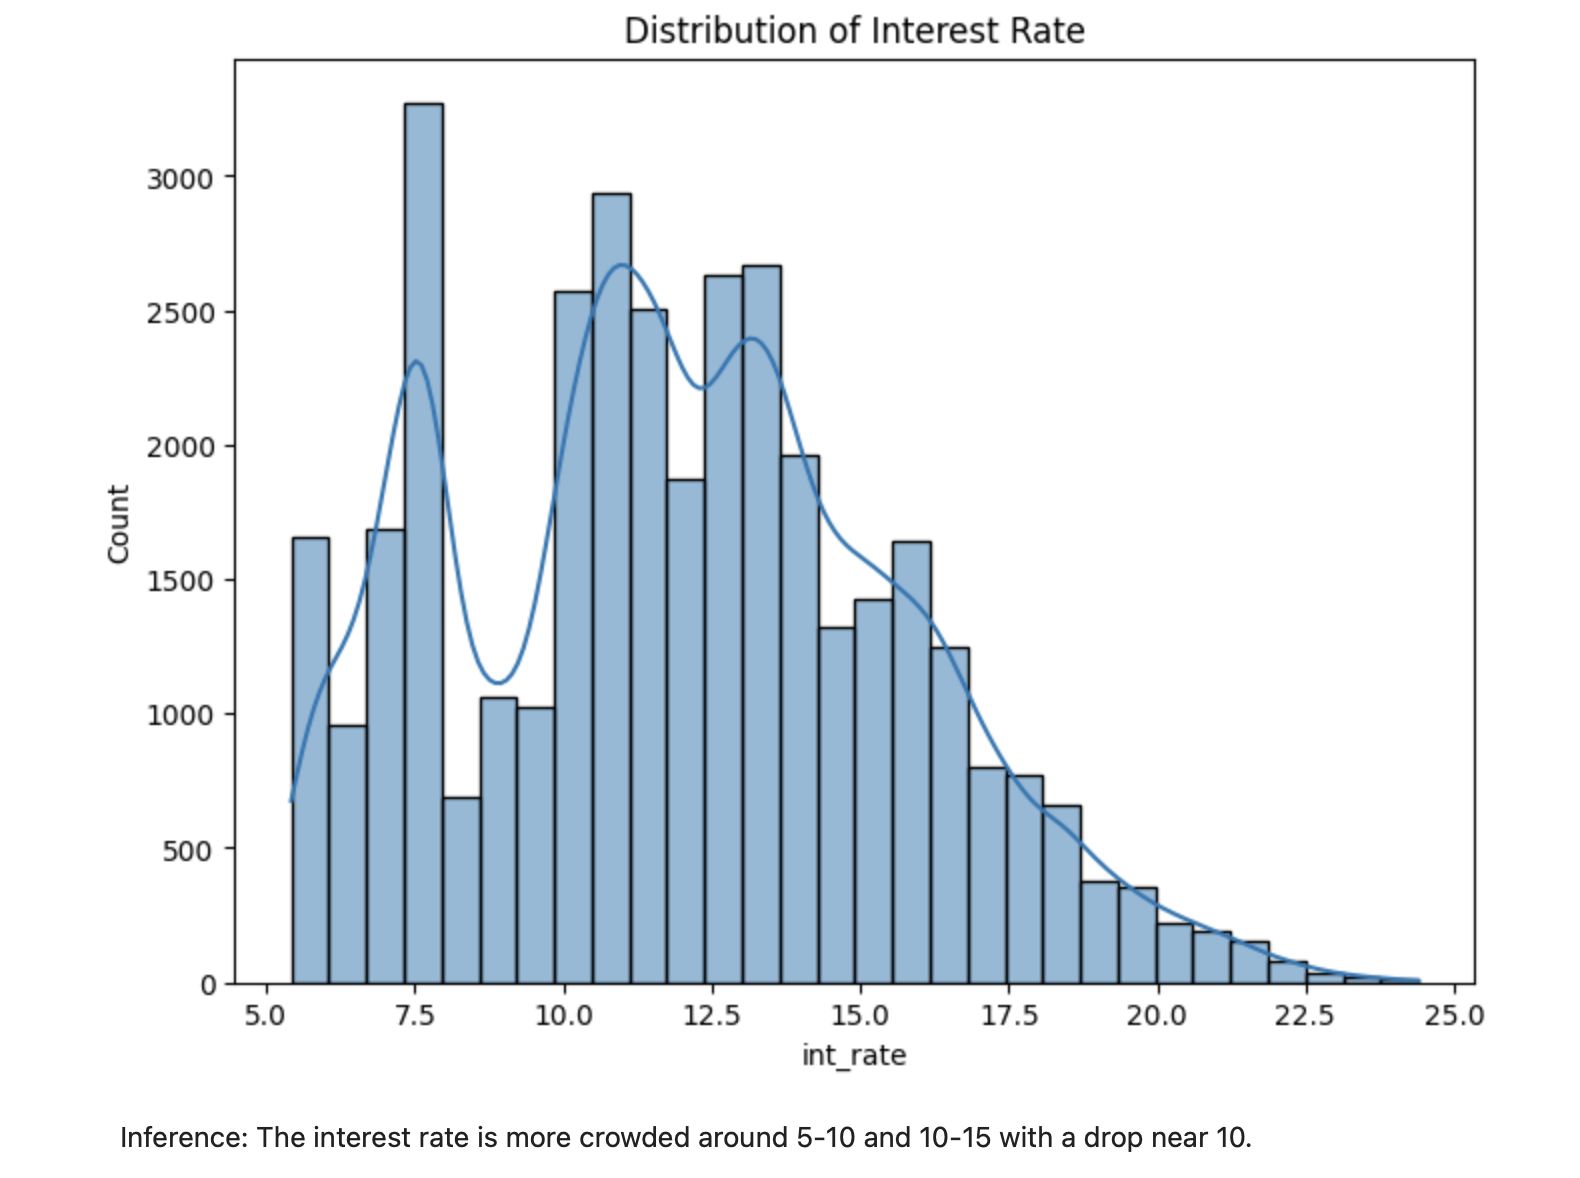 Distribution of Interest Rate
3000
2500
2000
1500
1000
500
0
Count
5.0 7.5 10.0 12.5 15.0 17.5 20.0 22.5 25.0
int_rate
Inference: The interest rate is more crowded around 5-10 and 10-15 with a drop near 10.